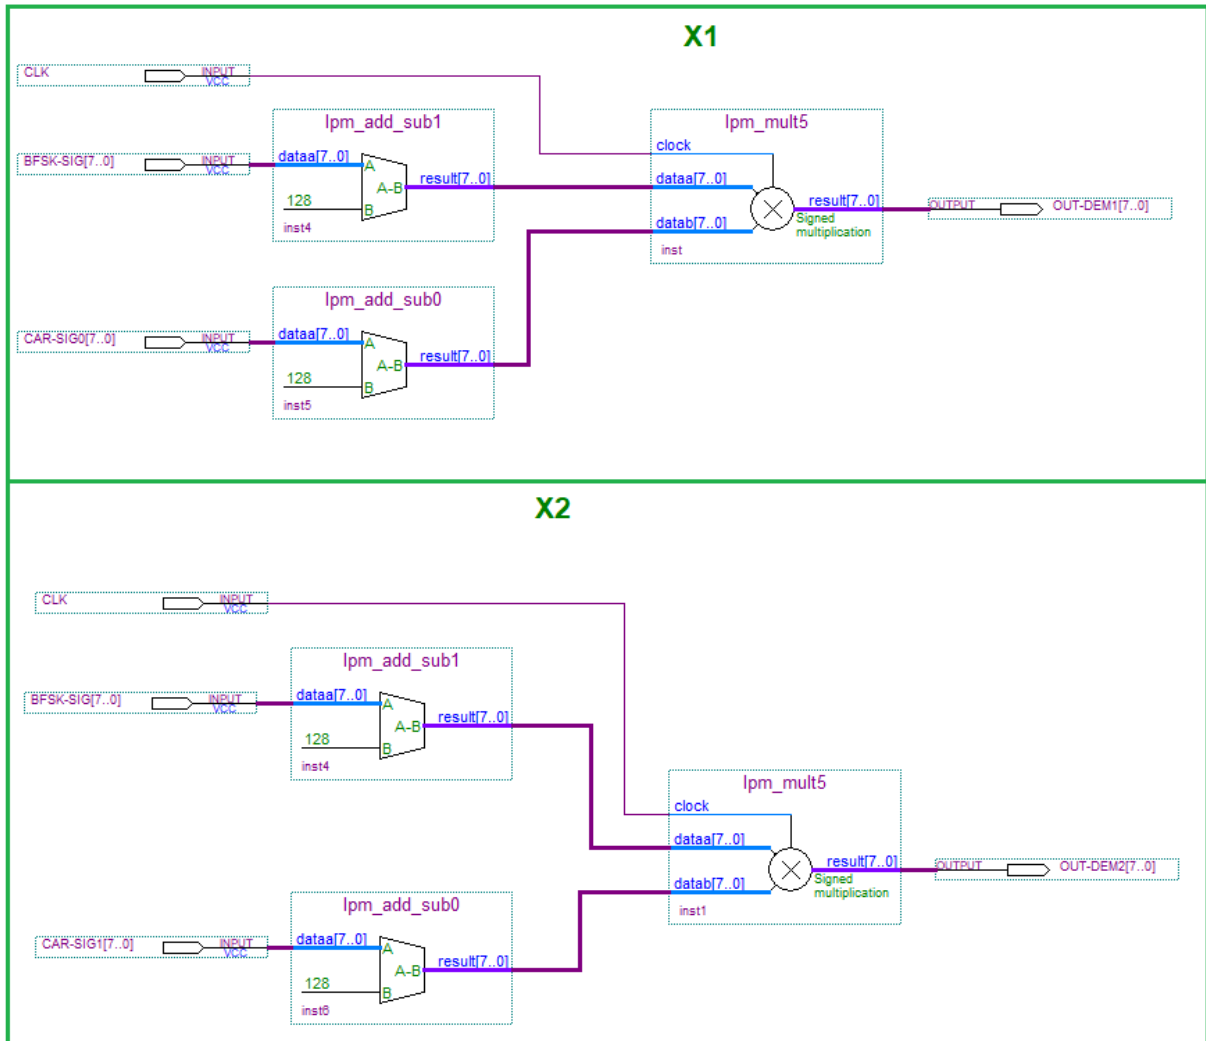 X1
CLK
INPUT
VCC
lpm_add_sub1
lpm_mult5
clock
BFSK-SIG[7..0]
INPUT
VCC
dataa[7..0]
A
A-B
result[7..0]
128
B
inst4
dataa[7..0]
datab[7..0]
result[7..0]
Signed
multiplication
inst
OUTPUT
OUT-DEM1[7..0]
lpm_add_sub0
CAR-SIG0[7..0]
INPUT
VCC
dataa[7..0]
A
A-B
result[7..0]
128
B
inst5
X2
CLK
INPUT
VCC
lpm_add_sub1
BFSK-SIG[7..0]
INPUT
VCC
dataa[7..0]
A
A-B
result[7..0]
128
B
inst4
lpm_mult5
clock
dataa[7..0]
datab[7..0]
result[7..0]
Signed
multiplication
inst1
OUTPUT
OUT-DEM2[7..0]
lpm_add_sub0
CAR-SIG1[7..0]
INPUT
VCC
dataa[7..0]
A
A-B
result[7..0]
128
B
inst6